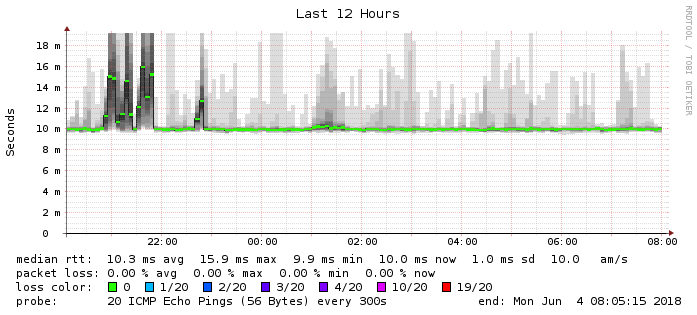 Last 12 Hours
RRDTOOL / TOBI OETIKER
Seconds
18 m
16 m
14 m
12 m
10 m
8 m
6 m
4 m
2 m
0
22:00 00:00 02:00 04:00 06:00 08:00
median rtt: 10.3 ms avg 15.9 ms max 9.9 ms min 10.0 ms now 1.0 ms sd 10.0 am/s
packet loss: 0.00 % avg 0.00 % max 0.00 % min 0.00 % now
loss color: 0 1/20 2/20 3/20 4/20 10/20 19/20
probe: 20 ICMP Echo Pings (56 Bytes) every 300s end: Mon Jun 4 08:05:15 2018